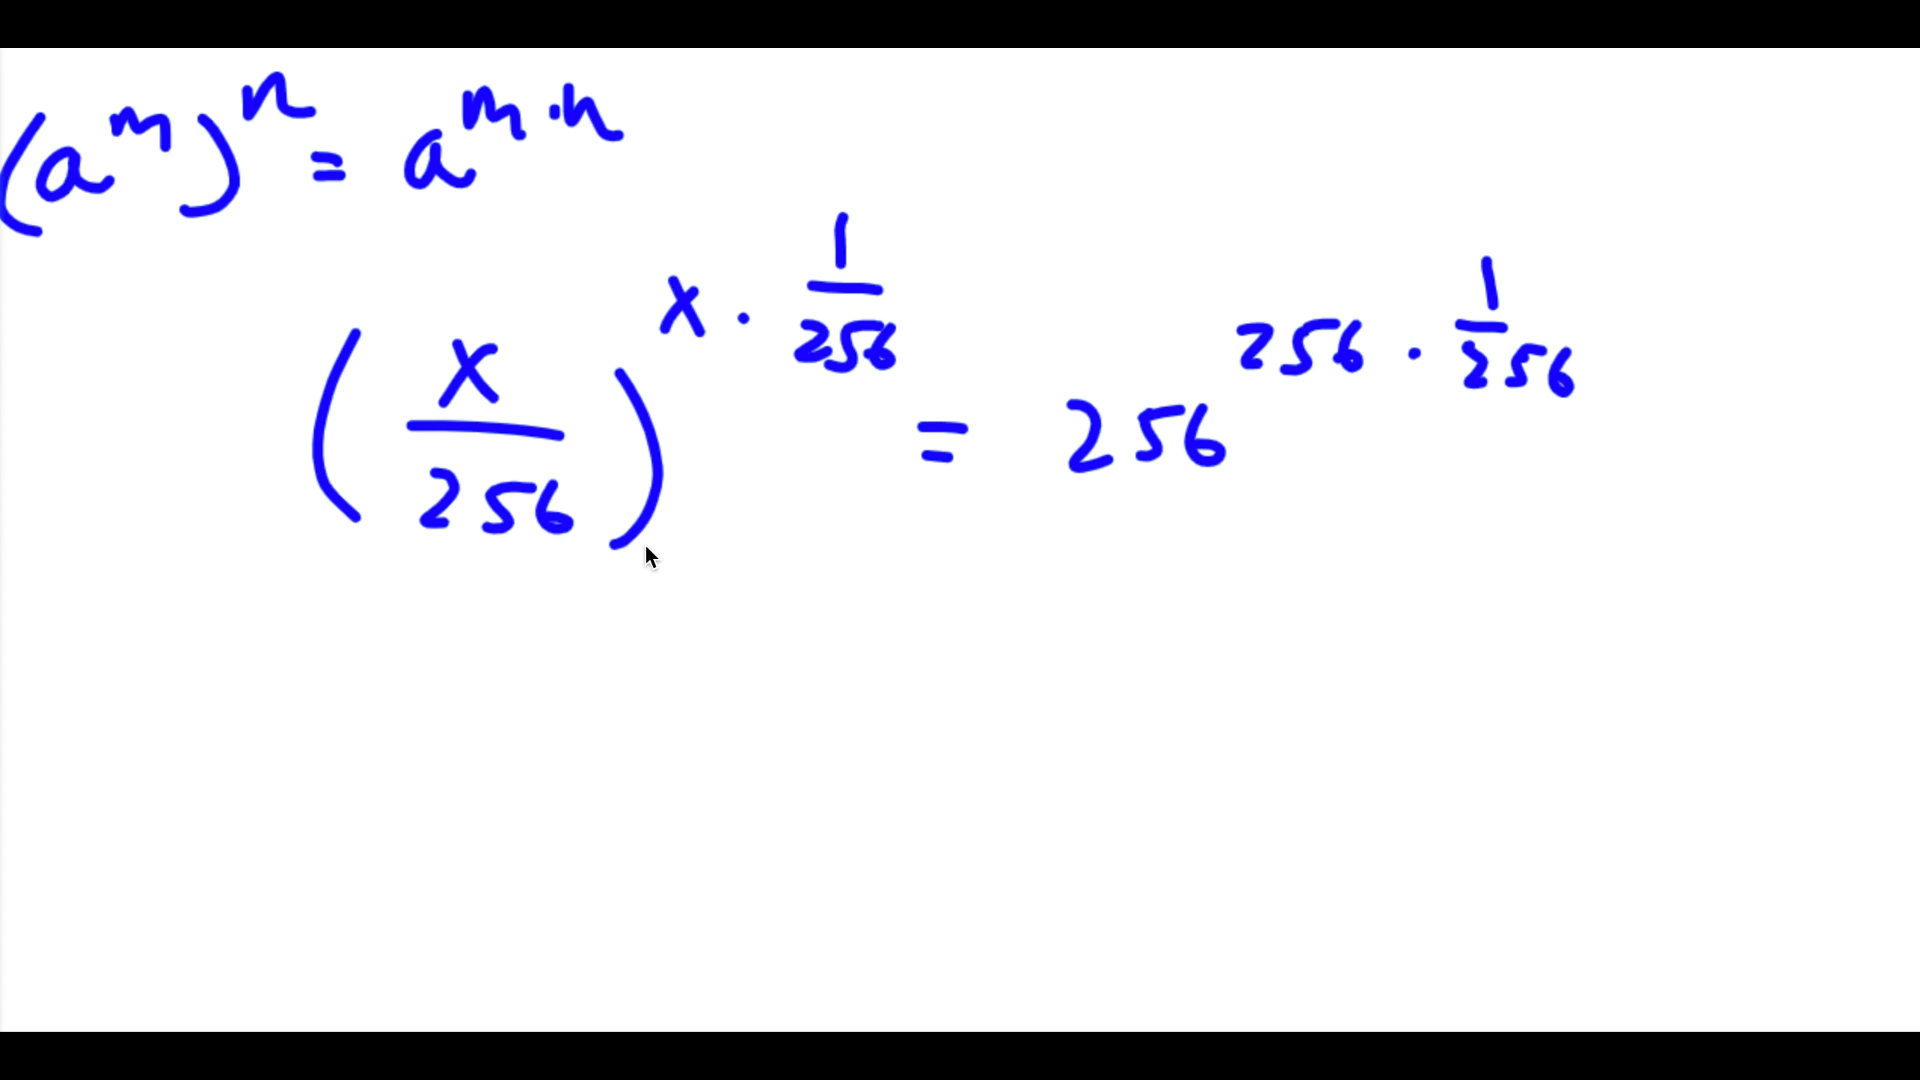 (a^m)^n = a^{m·n}
(x/256)^{x · 1/256} = 256^{256 · 1/256}